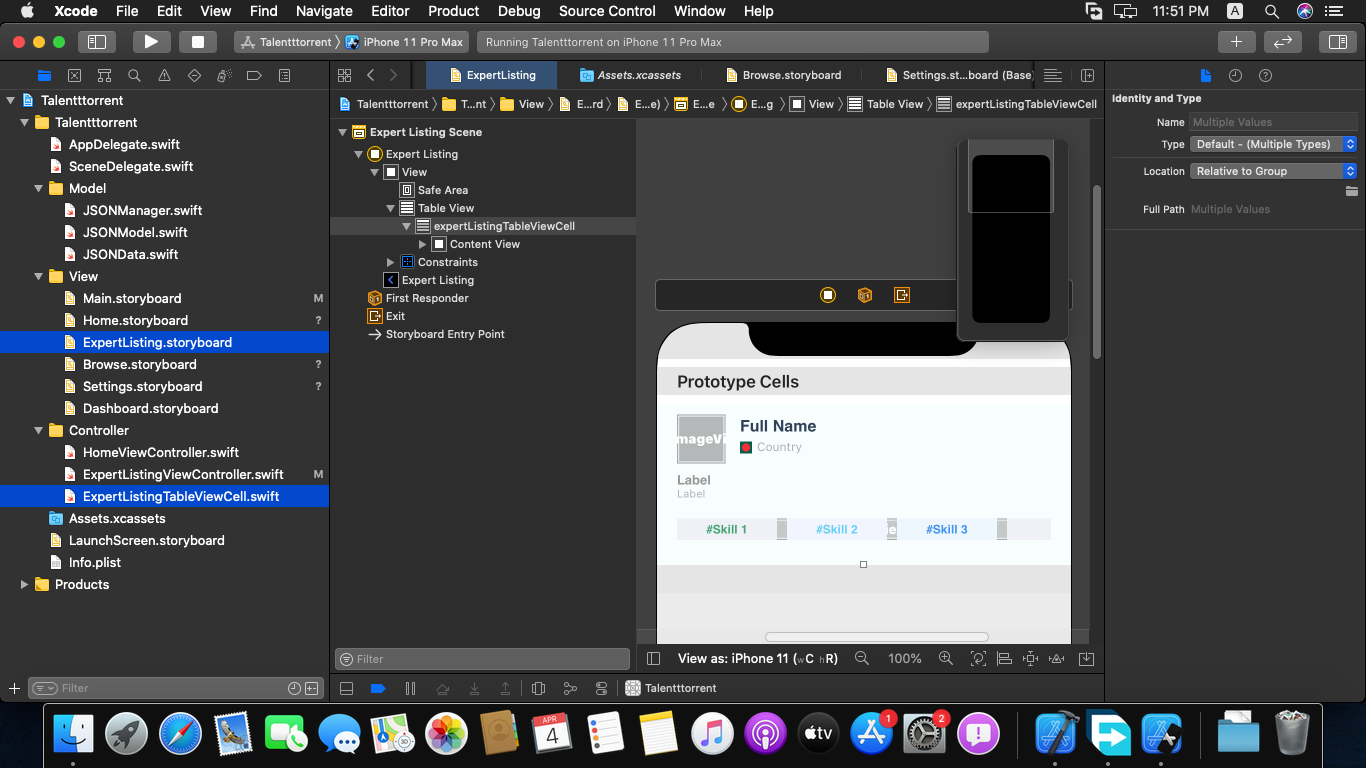 Xcode File Edit View Find Navigate Editor Product Debug Source Control Window Help 11:51 PM A
Talentttorrent iPhone 11 Pro Max Running Talentttorrent on iPhone 11 Pro Max
ExpertListing Assets.xcassets Browse.storyboard Settings.st...board (Base)
Talentttorrent T...nt View E...rd E...e) E...e E...g View Table View expertListingTableViewCell
Talentttorrent
Talentttorrent
AppDelegate.swift
SceneDelegate.swift
Model
JSONManager.swift
JSONModel.swift
JSONData.swift
View
Main.storyboard M
Home.storyboard ?
ExpertListing.storyboard
Browse.storyboard ?
Settings.storyboard ?
Dashboard.storyboard
Controller
HomeViewController.swift
ExpertListingViewController.swift M
ExpertListingTableViewCell.swift
Assets.xcassets
LaunchScreen.storyboard
Info.plist
Products
Filter
Expert Listing Scene
Expert Listing
View
Safe Area
Table View
expertListingTableViewCell
Content View
Constraints
Expert Listing
First Responder
Exit
Storyboard Entry Point
Filter
Prototype Cells
mageVi
Full Name
Country
Label
Label
#Skill 1 #Skill 2 e #Skill 3
View as: iPhone 11 (wC hR) 100%
Talentttorrent
Identity and Type
Name Multiple Values
Type Default - (Multiple Types)
Location Relative to Group
Full Path Multiple Values
APR
4
3D
tv
1
2